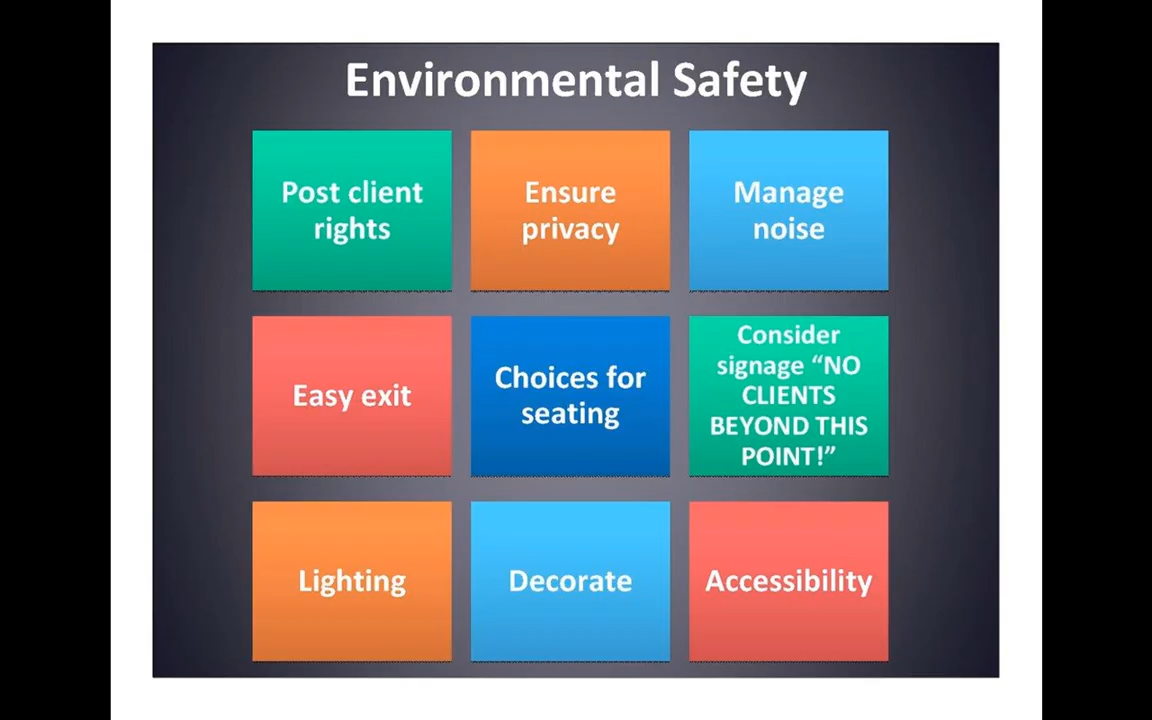 Environmental Safety
Post client
rights
Ensure
privacy
Manage
noise
Easy exit
Choices for
seating
Consider
signage “NO
CLIENTS
BEYOND THIS
POINT!”
Lighting
Decorate
Accessibility